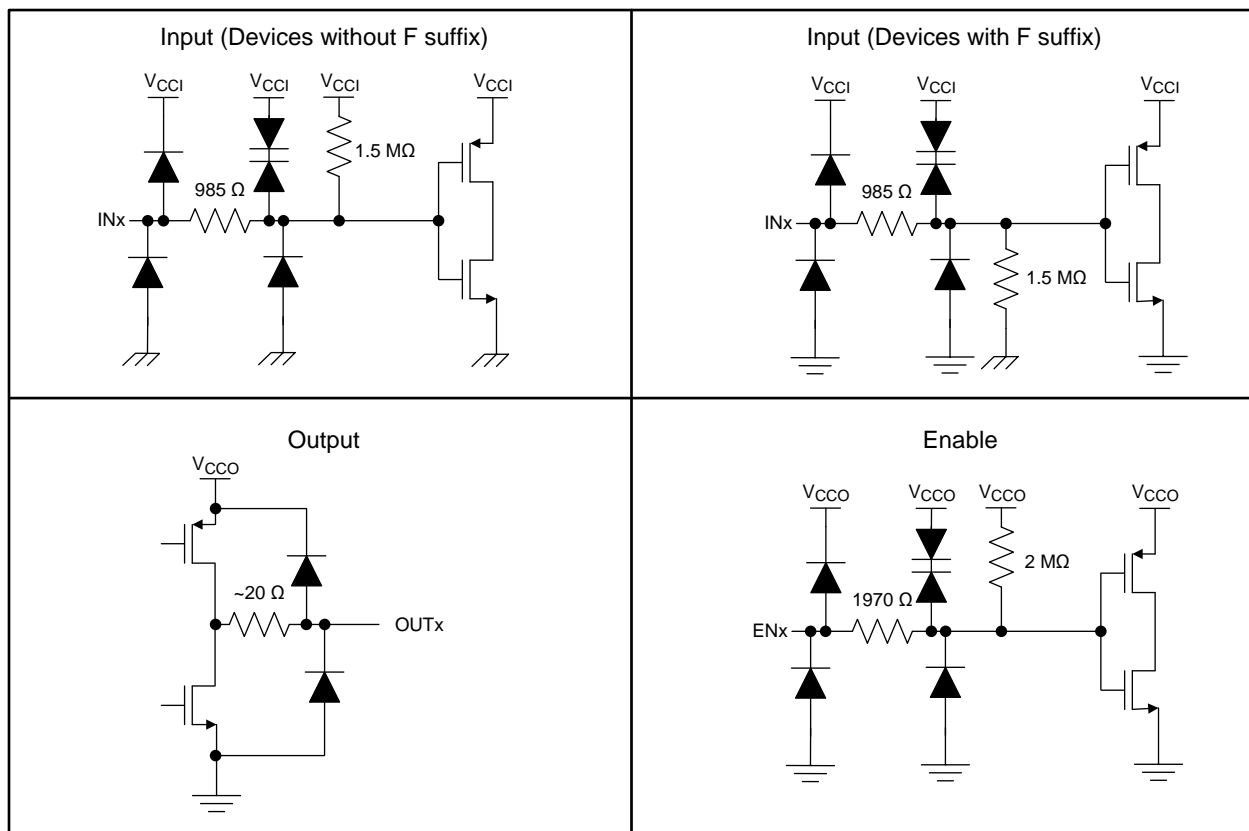 Input (Devices without F suffix)
VCCI VCCI VCCI VCCI
1.5 MΩ
985 Ω
INx
Input (Devices with F suffix)
VCCI VCCI VCCI
985 Ω
INx
1.5 MΩ
Output
VCCO
~20 Ω
OUTx
Enable
VCCO VCCO VCCO VCCO
2 MΩ
1970 Ω
ENx